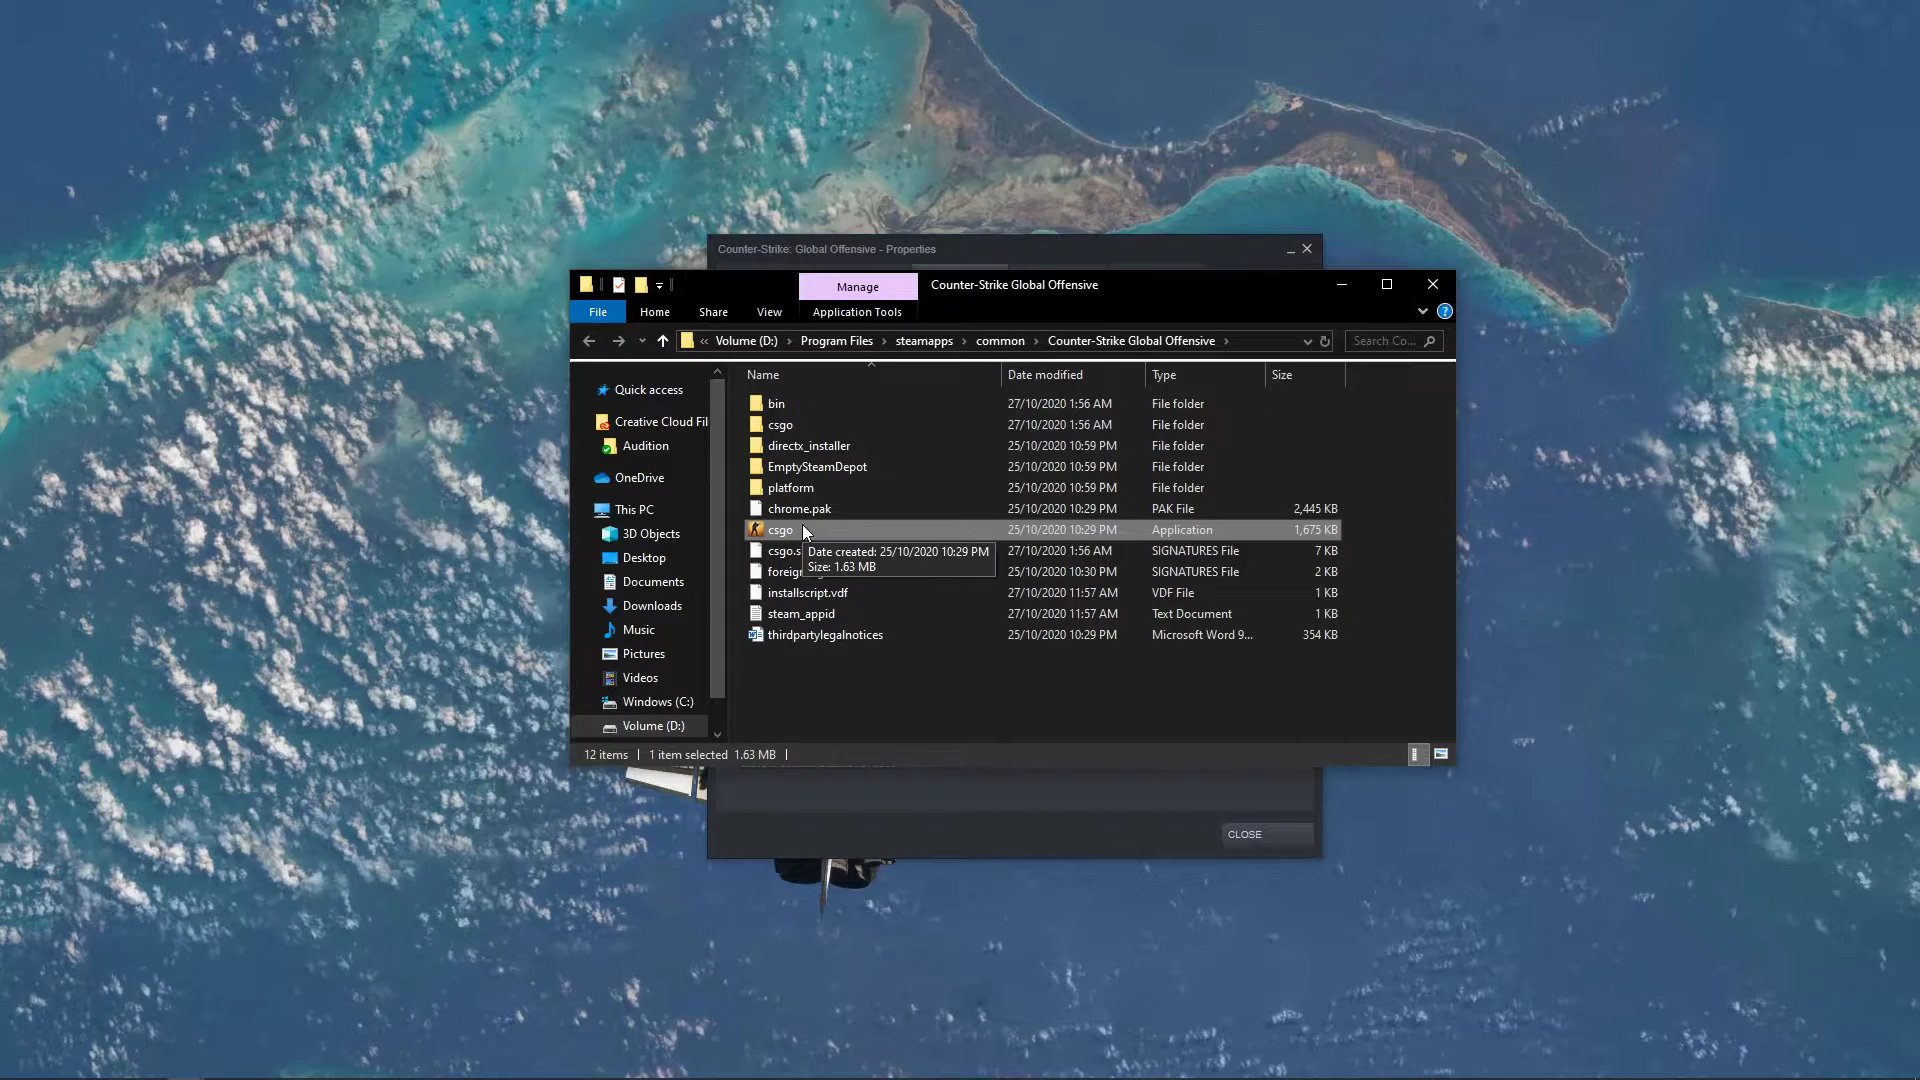 Counter-Strike: Global Offensive - Properties
Manage
Counter-Strike Global Offensive
File
Home
Share
View
Application Tools
« Volume (D:) › Program Files › steamapps › common › Counter-Strike Global Offensive ›
Search Co...
Name
Date modified
Type
Size
Quick access
Creative Cloud Fil
Audition
OneDrive
This PC
3D Objects
Desktop
Documents
Downloads
Music
Pictures
Videos
Windows (C:)
Volume (D:)
bin 27/10/2020 1:56 AM File folder
csgo 27/10/2020 1:56 AM File folder
directx_installer 25/10/2020 10:59 PM File folder
EmptySteamDepot 25/10/2020 10:59 PM File folder
platform 25/10/2020 10:59 PM File folder
chrome.pak 25/10/2020 10:29 PM PAK File 2,445 KB
csgo 25/10/2020 10:29 PM Application 1,675 KB
csgo.s 27/10/2020 1:56 AM SIGNATURES File 7 KB
Date created: 25/10/2020 10:29 PM
Size: 1.63 MB
foreign 25/10/2020 10:30 PM SIGNATURES File 2 KB
installscript.vdf 27/10/2020 11:57 AM VDF File 1 KB
steam_appid 27/10/2020 11:57 AM Text Document 1 KB
thirdpartylegalnotices 25/10/2020 10:29 PM Microsoft Word 9... 354 KB
12 items
1 item selected 1.63 MB
CLOSE